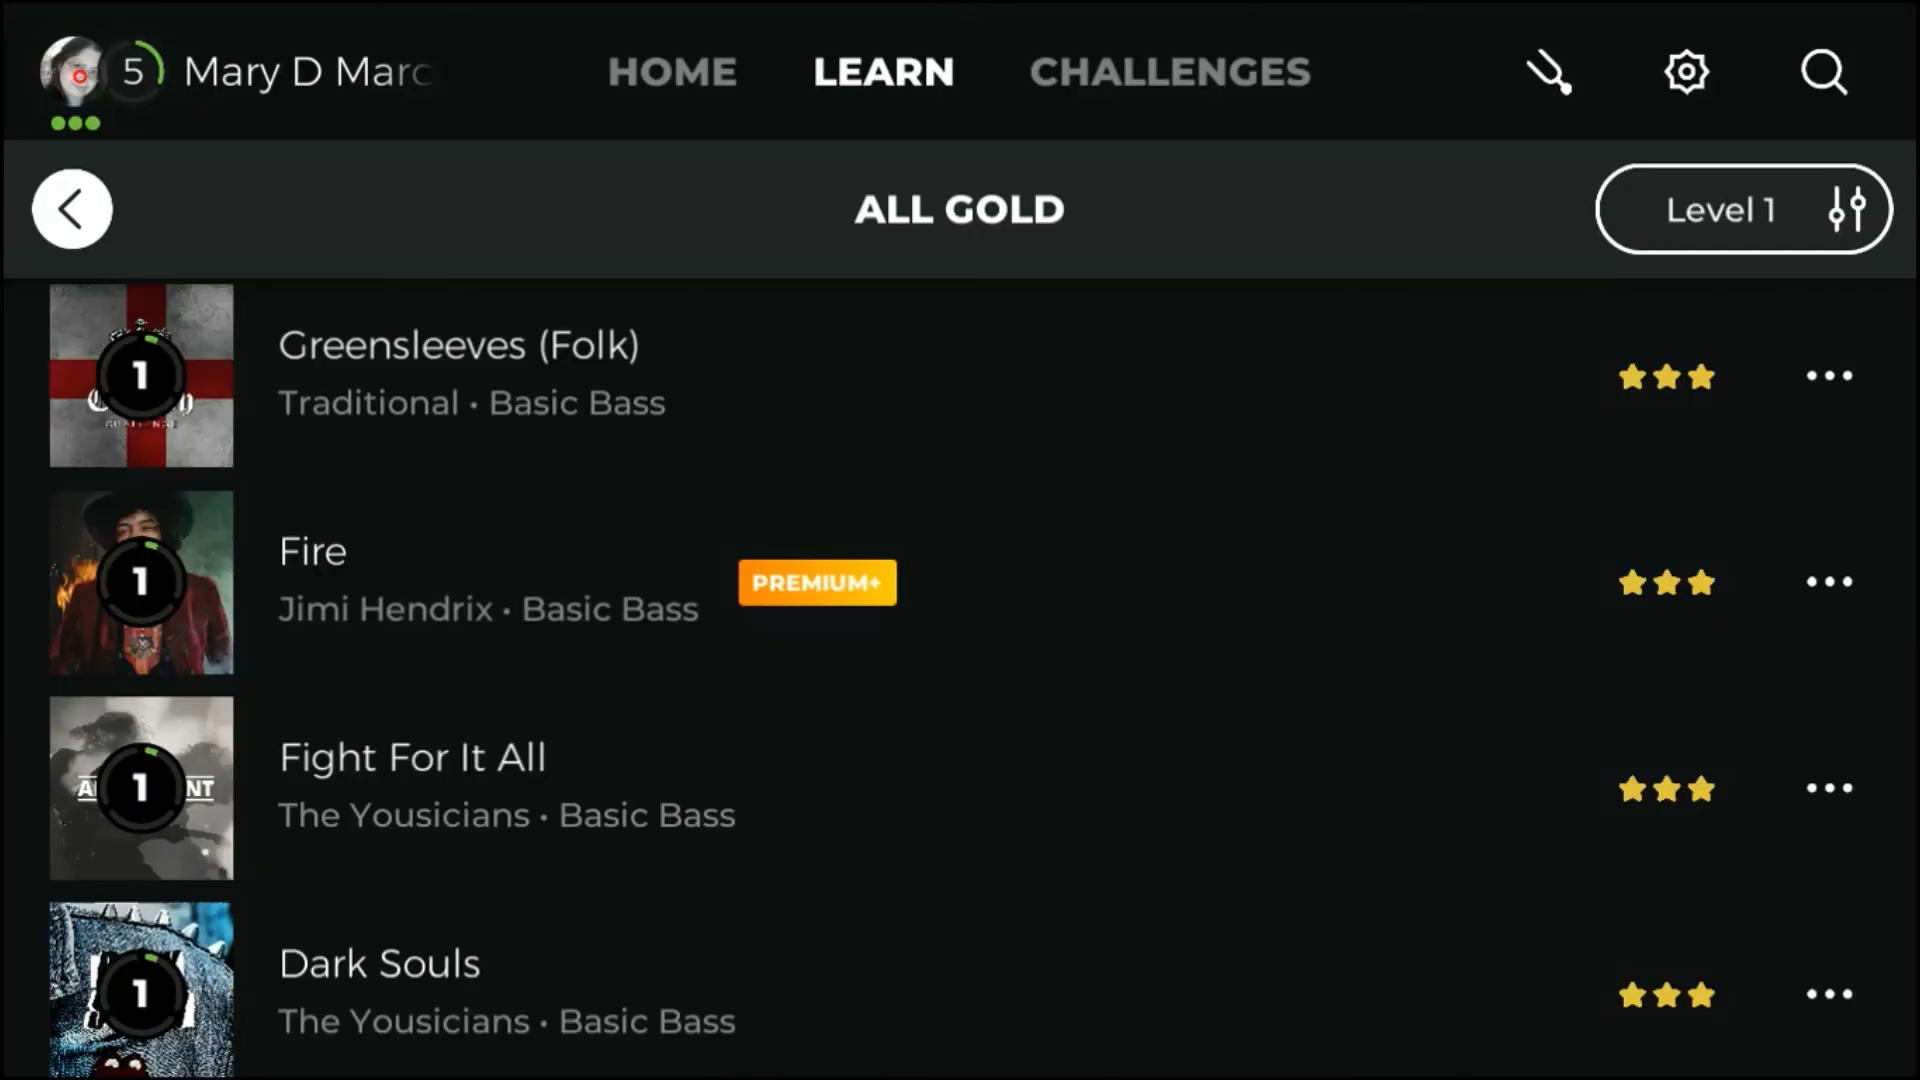 5 Mary D Marc
HOME LEARN CHALLENGES
ALL GOLD
Level 1
1
Greensleeves (Folk)
Traditional • Basic Bass
1
Fire
Jimi Hendrix • Basic Bass
PREMIUM+
1
Fight For It All
The Yousicians • Basic Bass
1
Dark Souls
The Yousicians • Basic Bass